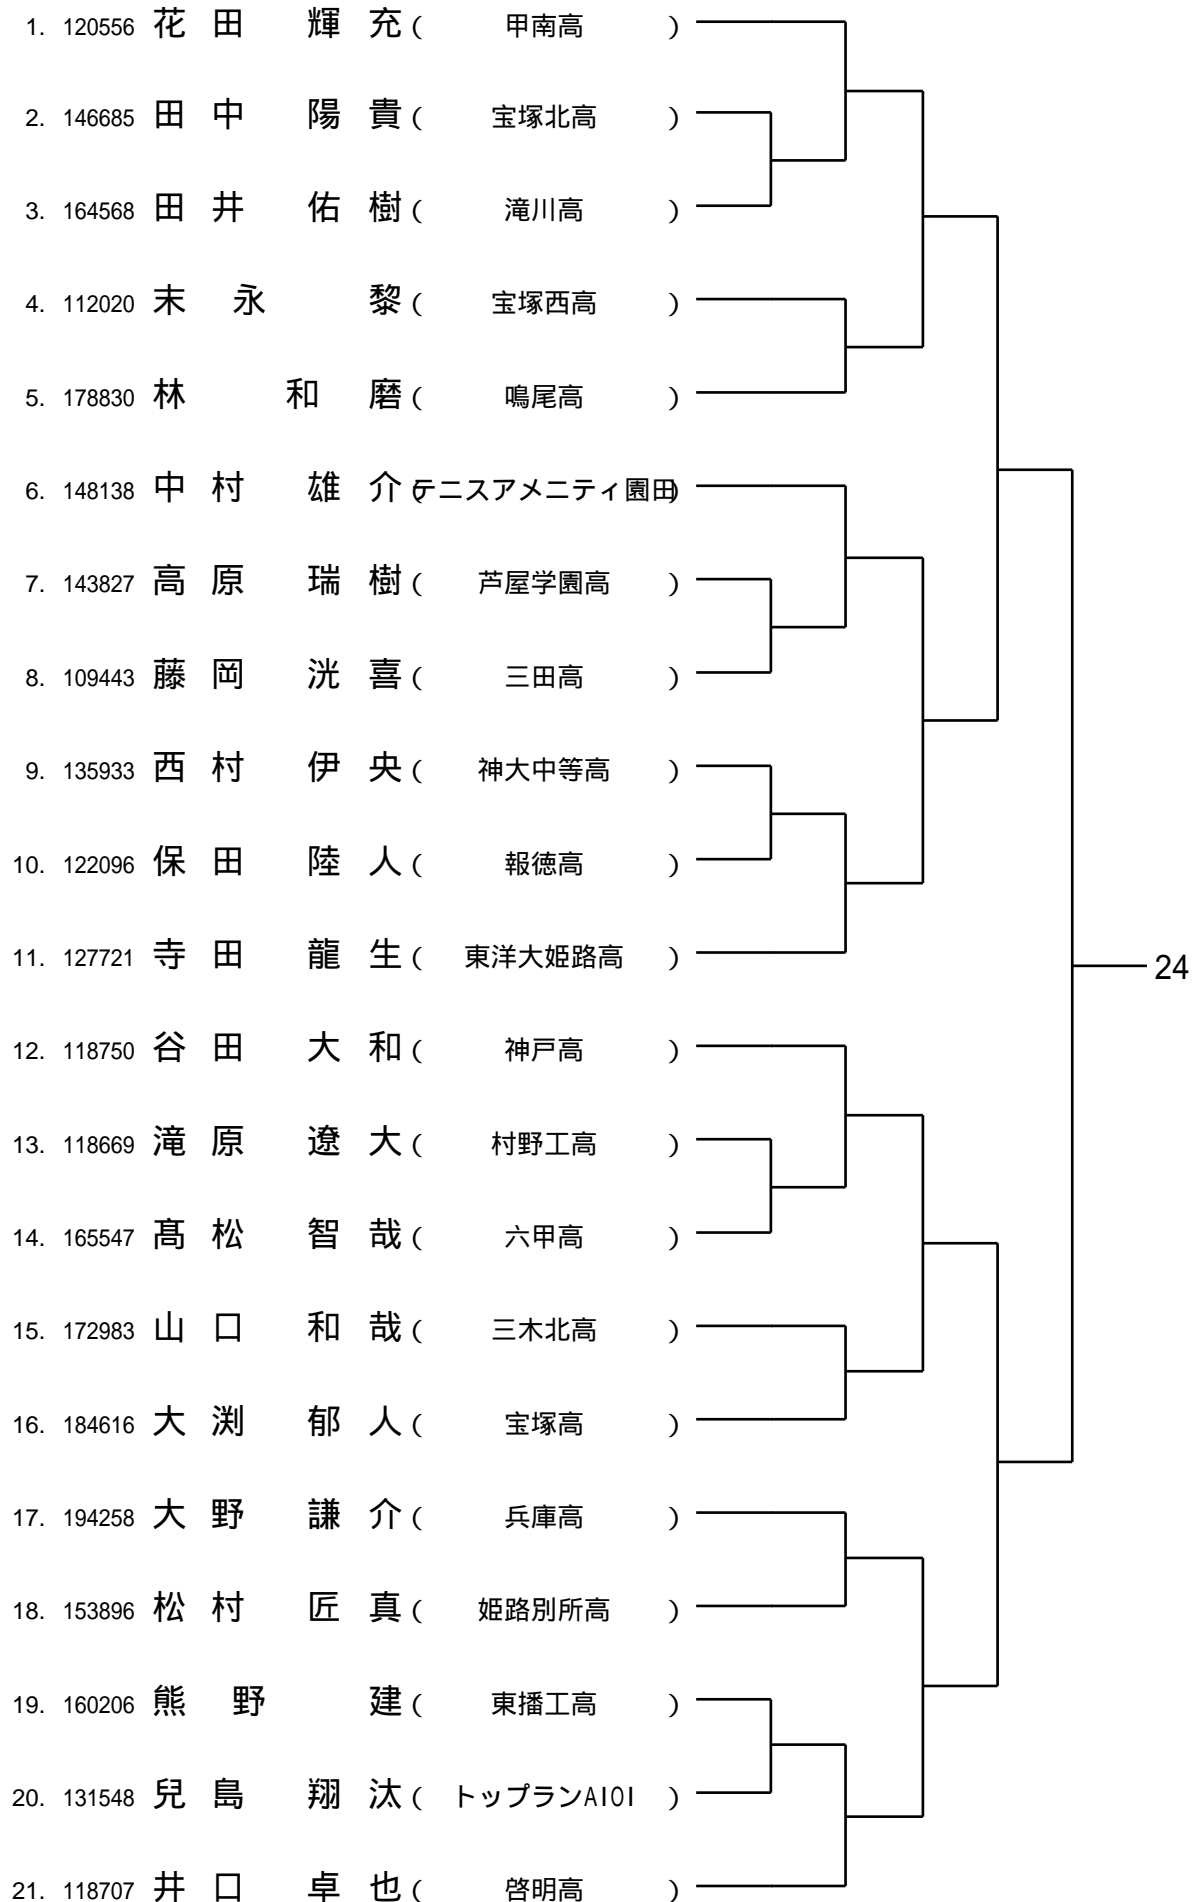 1. 120556 花田 輝充 ( 甲南高 )
2. 146685 田中 陽貴 ( 宝塚北高 )
3. 164568 田井 佑樹 ( 滝川高 )
4. 112020 末永 黎 ( 宝塚西高 )
5. 178830 林 和磨 ( 鳴尾高 )
6. 148138 中村 雄介 ( テニスアメニティ園田 )
7. 143827 高原 瑞樹 ( 芦屋学園高 )
8. 109443 藤岡 洸喜 ( 三田高 )
9. 135933 西村 伊央 ( 神大中等高 )
10. 122096 保田 陸人 ( 報徳高 )
11. 127721 寺田 龍生 ( 東洋大姫路高 )
24
12. 118750 谷田 大和 ( 神戸高 )
13. 118669 滝原 遼大 ( 村野工高 )
14. 165547 髙松 智哉 ( 六甲高 )
15. 172983 山口 和哉 ( 三木北高 )
16. 184616 大渕 郁人 ( 宝塚高 )
17. 194258 大野 謙介 ( 兵庫高 )
18. 153896 松村 匠真 ( 姫路別所高 )
19. 160206 熊野 建 ( 東播工高 )
20. 131548 兒島 翔汰 ( トップランAIOI )
21. 118707 井口 卓也 ( 啓明高 )